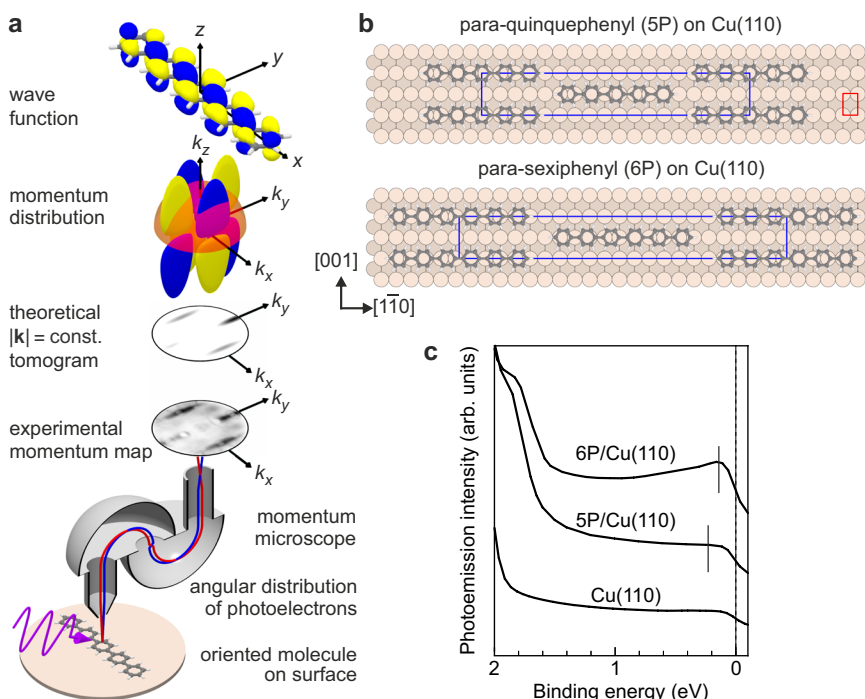 a
z
y
x
wave
function
k_z
k_y
k_x
momentum
distribution
theoretical
|k| = const.
tomogram
k_y
k_x
experimental
momentum map
k_y
k_x
momentum
microscope
angular distribution
of photoelectrons
oriented molecule
on surface
b
para-quinquephenyl (5P) on Cu(110)
para-sexiphenyl (6P) on Cu(110)
[001]
[11̅0]
c
Photoemission intensity (arb. units)
6P/Cu(110)
5P/Cu(110)
Cu(110)
2
1
0
Binding energy (eV)